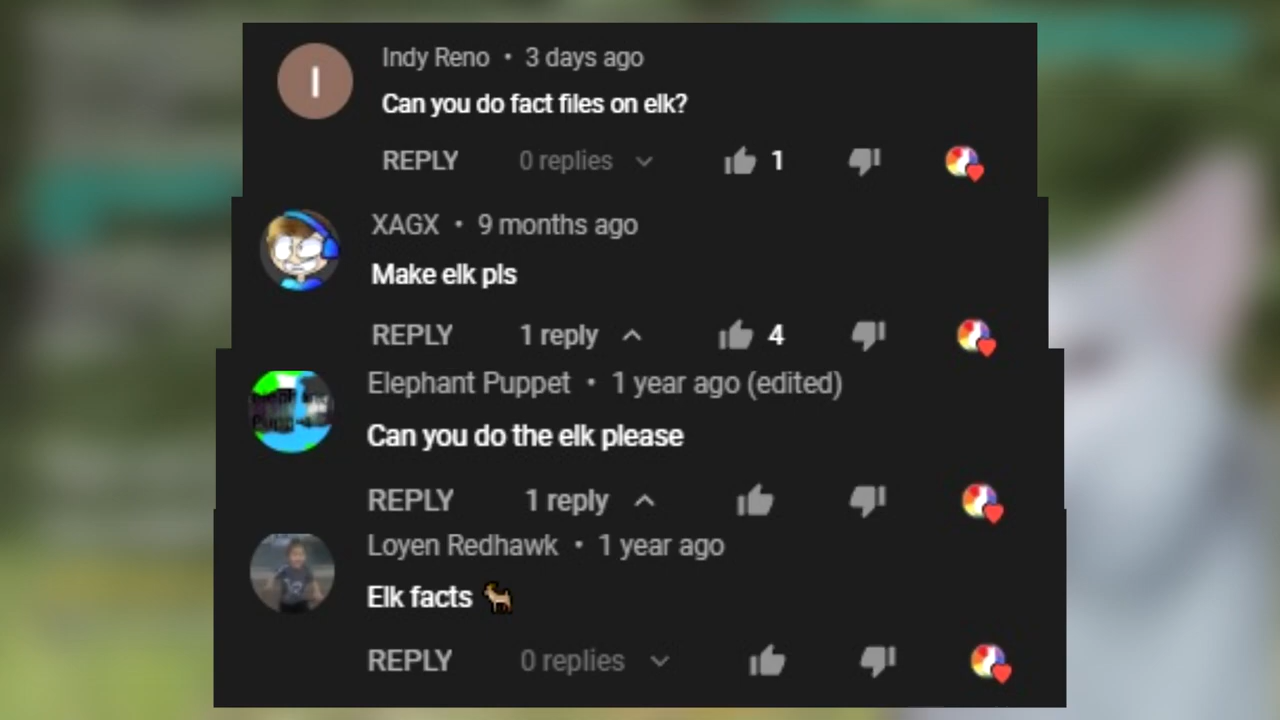 I
Indy Reno • 3 days ago
Can you do fact files on elk?
REPLY 0 replies 1
XAGX • 9 months ago
Make elk pls
REPLY 1 reply 4
Elephant Puppet • 1 year ago (edited)
Can you do the elk please
REPLY 1 reply
Loyen Redhawk • 1 year ago
Elk facts 🐐
REPLY 0 replies